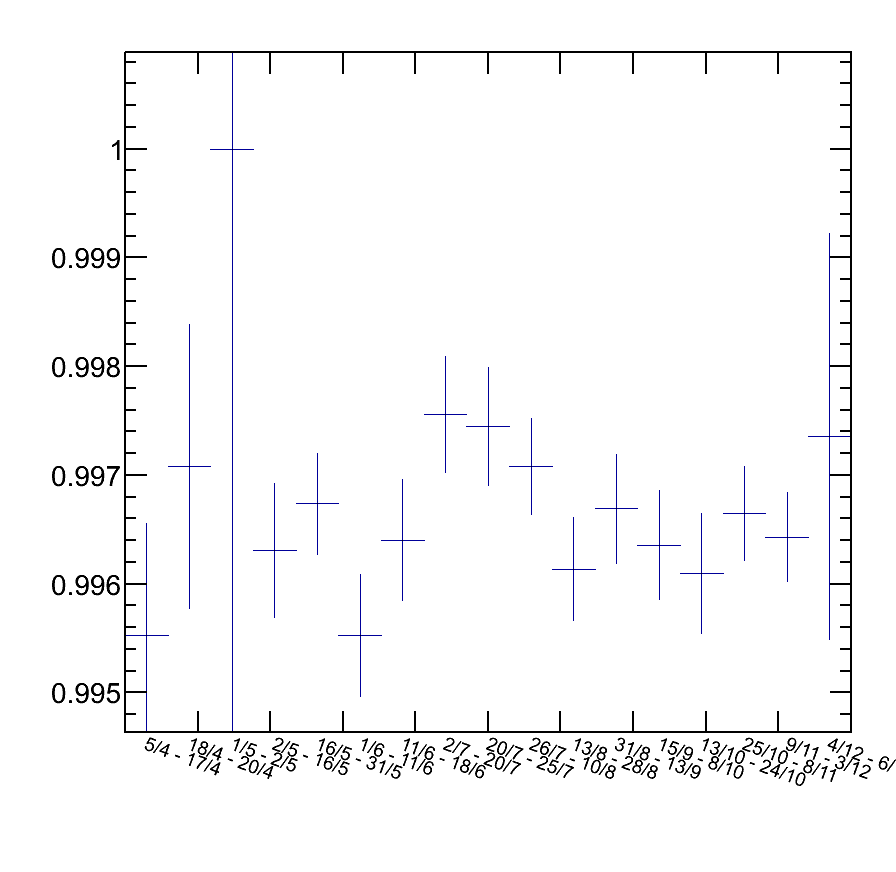 1
0.999
0.998
0.997
0.996
0.995
5/4 - 17/4
18/4 - 20/4
1/5 - 2/5
2/5 - 16/5
16/5 - 31/5
1/6 - 11/6
11/6 - 18/6
2/7 - 20/7
20/7 - 25/7
26/7 - 10/8
13/8 - 28/8
31/8 - 13/9
15/9 - 8/10
13/10 - 24/10
25/10 - 8/11
9/11 - 3/12
4/12 - 6/